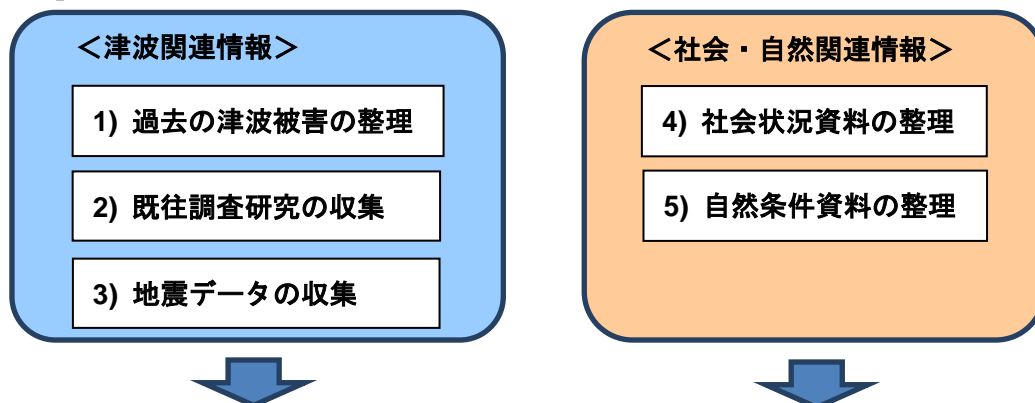 ＜津波関連情報＞
1) 過去の津波被害の整理
2) 既往調査研究の収集
3) 地震データの収集
＜社会・自然関連情報＞
4) 社会状況資料の整理
5) 自然条件資料の整理